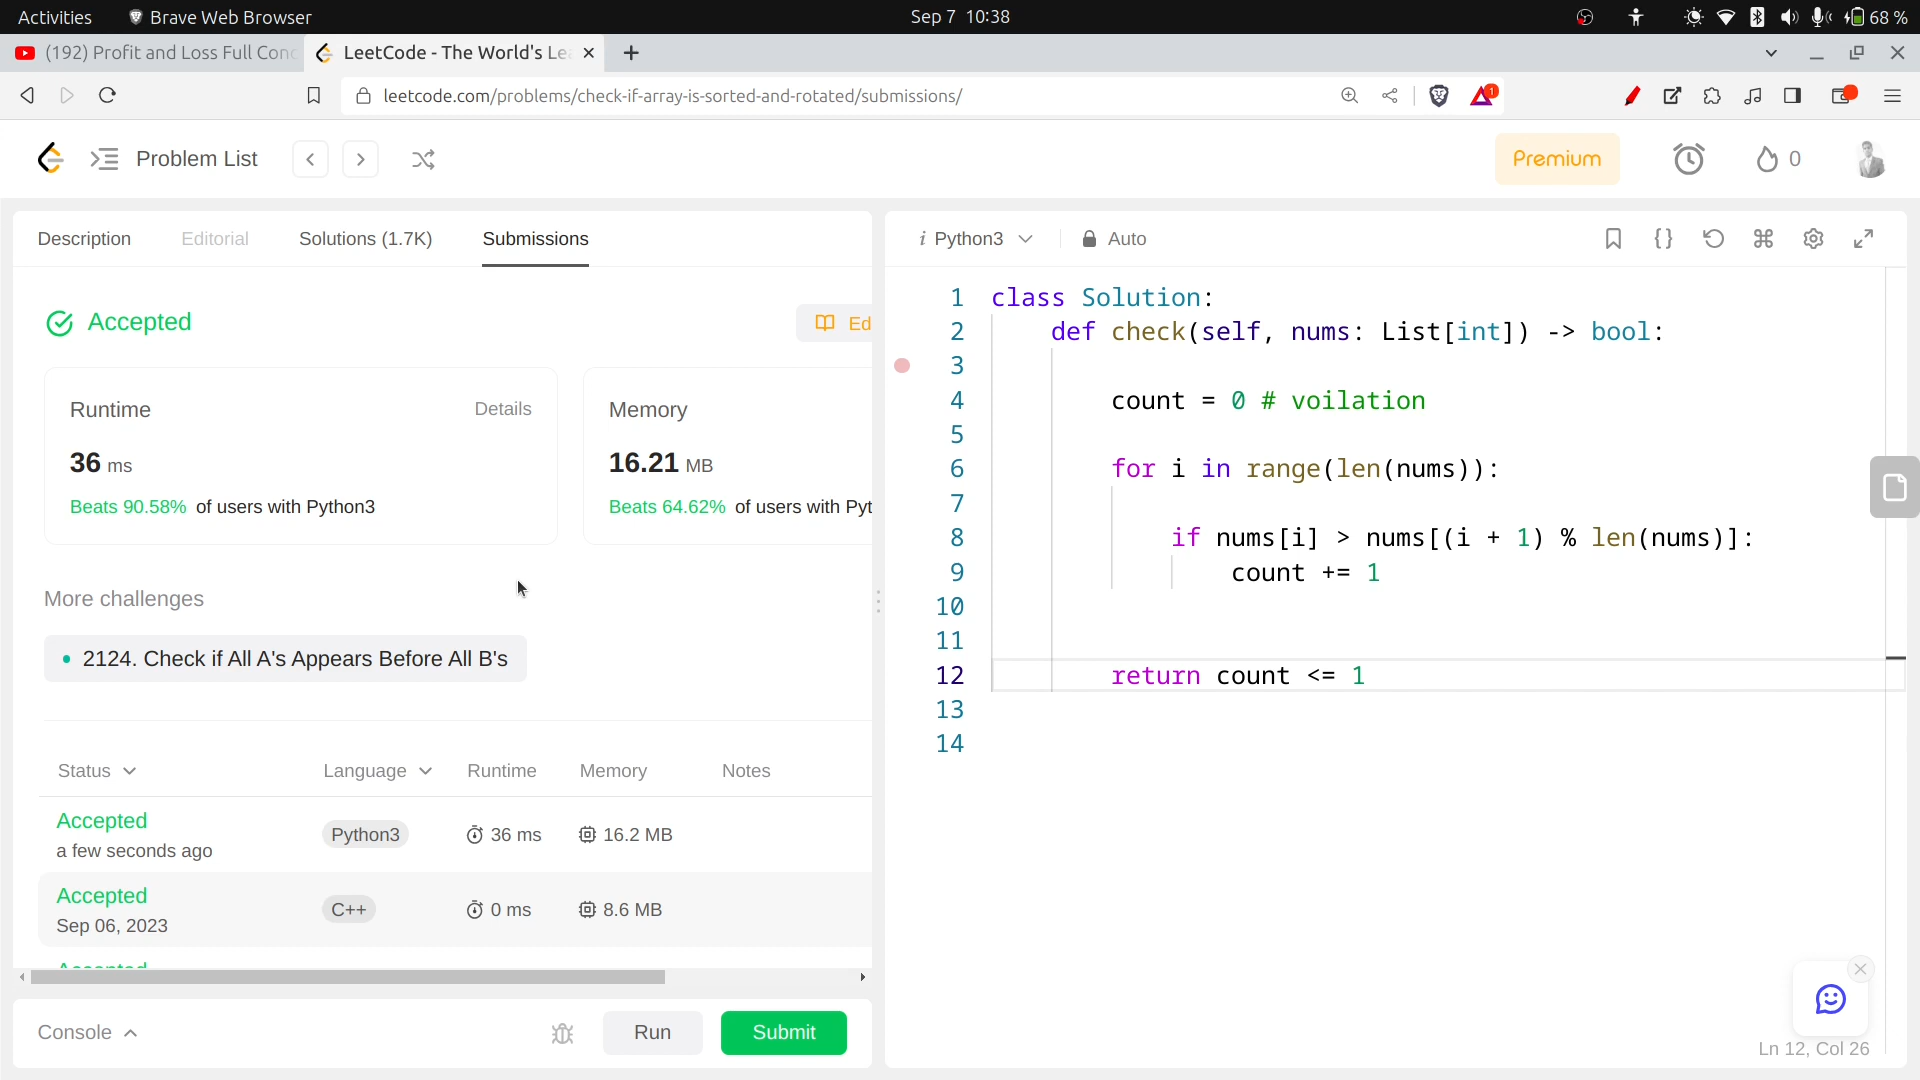 Activities Brave Web Browser Sep 7 10:38 68 %
(192) Profit and Loss Full Conc LeetCode - The World's Lea
leetcode.com/problems/check-if-array-is-sorted-and-rotated/submissions/ 1
Problem List Premium 0
Description Editorial Solutions (1.7K) Submissions
Accepted Ed
Runtime Details
36 ms
Beats 90.58% of users with Python3
Memory
16.21 MB
Beats 64.62% of users with Pyt
More challenges
2124. Check if All A's Appears Before All B's
Status Language Runtime Memory Notes
Accepted
a few seconds ago
Python3 36 ms 16.2 MB
Accepted
Sep 06, 2023
C++ 0 ms 8.6 MB
Accepted
Console Run Submit
i Python3 Auto
1 class Solution:
2 def check(self, nums: List[int]) -> bool:
3
4 count = 0 # voilation
5
6 for i in range(len(nums)):
7
8 if nums[i] > nums[(i + 1) % len(nums)]:
9 count += 1
10
11
12 return count <= 1
13
14
Ln 12, Col 26